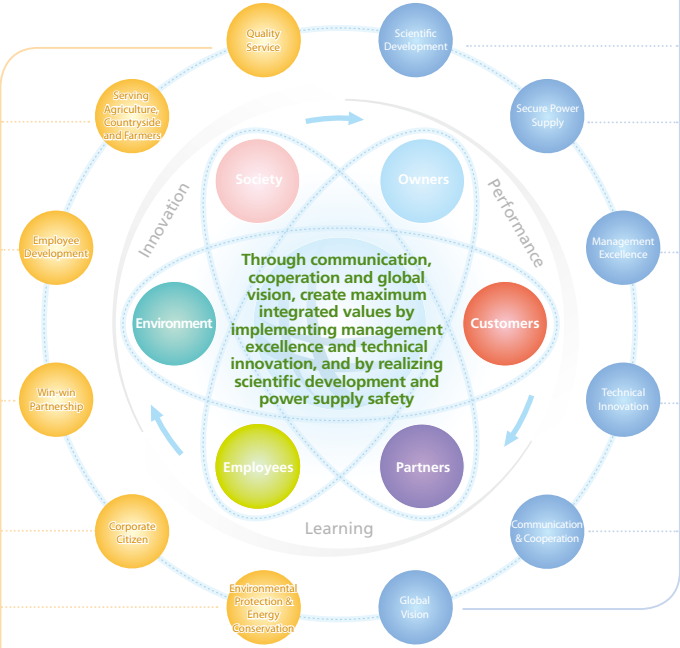 Quality
Service
Scientific
Development
Serving
Agriculture,
Countryside
and Farmers
Secure Power
Supply
Society
Owners
Innovation
Performance
Employee
Development
Management
Excellence
Through communication,
cooperation and global
vision, create maximum
integrated values by
implementing management
excellence and technical
innovation, and by realizing
scientific development and
power supply safety
Environment
Customers
Win-win
Partnership
Technical
Innovation
Employees
Partners
Learning
Corporate
Citizen
Communication
& Cooperation
Environmental
Protection &
Energy
Conservation
Global
Vision